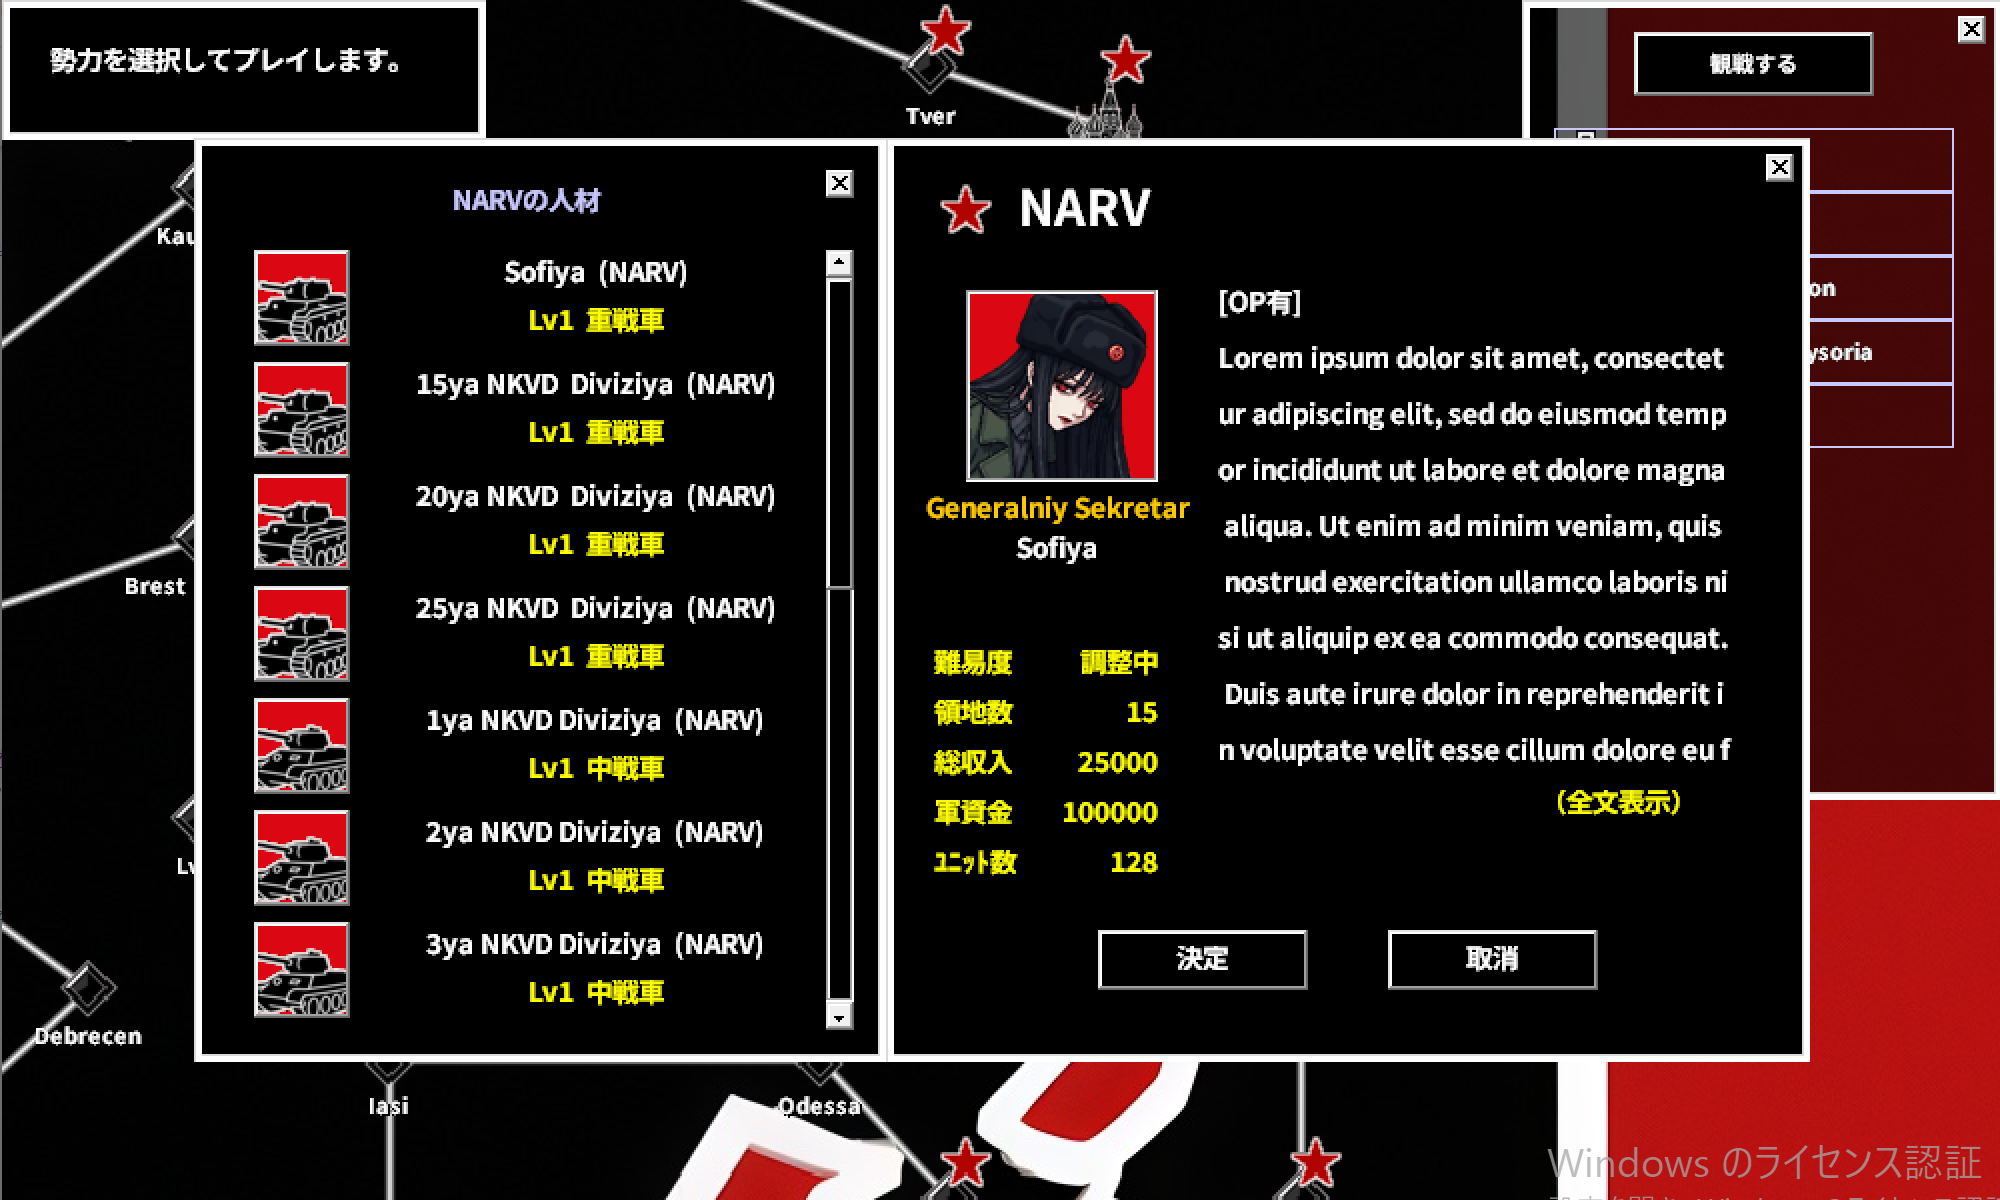 勢力を選択してプレイします。
観戦する
Tver
Brest
Debrecen
Iasi
Odessa
NARVの人材
Sofiya (NARV)
Lv1 重戦車
15ya NKVD Diviziya (NARV)
Lv1 重戦車
20ya NKVD Diviziya (NARV)
Lv1 重戦車
25ya NKVD Diviziya (NARV)
Lv1 重戦車
1ya NKVD Diviziya (NARV)
Lv1 中戦車
2ya NKVD Diviziya (NARV)
Lv1 中戦車
3ya NKVD Diviziya (NARV)
Lv1 中戦車
NARV
Generalniy Sekretar
Sofiya
難易度 調整中
領地数 15
総収入 25000
軍資金 100000
ﾕﾆｯﾄ数 128
[OP有]
Lorem ipsum dolor sit amet, consectet
ur adipiscing elit, sed do eiusmod temp
or incididunt ut labore et dolore magna
aliqua. Ut enim ad minim veniam, quis
nostrud exercitation ullamco laboris ni
si ut aliquip ex ea commodo consequat.
Duis aute irure dolor in reprehenderit i
n voluptate velit esse cillum dolore eu f
（全文表示）
決定
取消
on
ysoria
Windows のライセンス認証